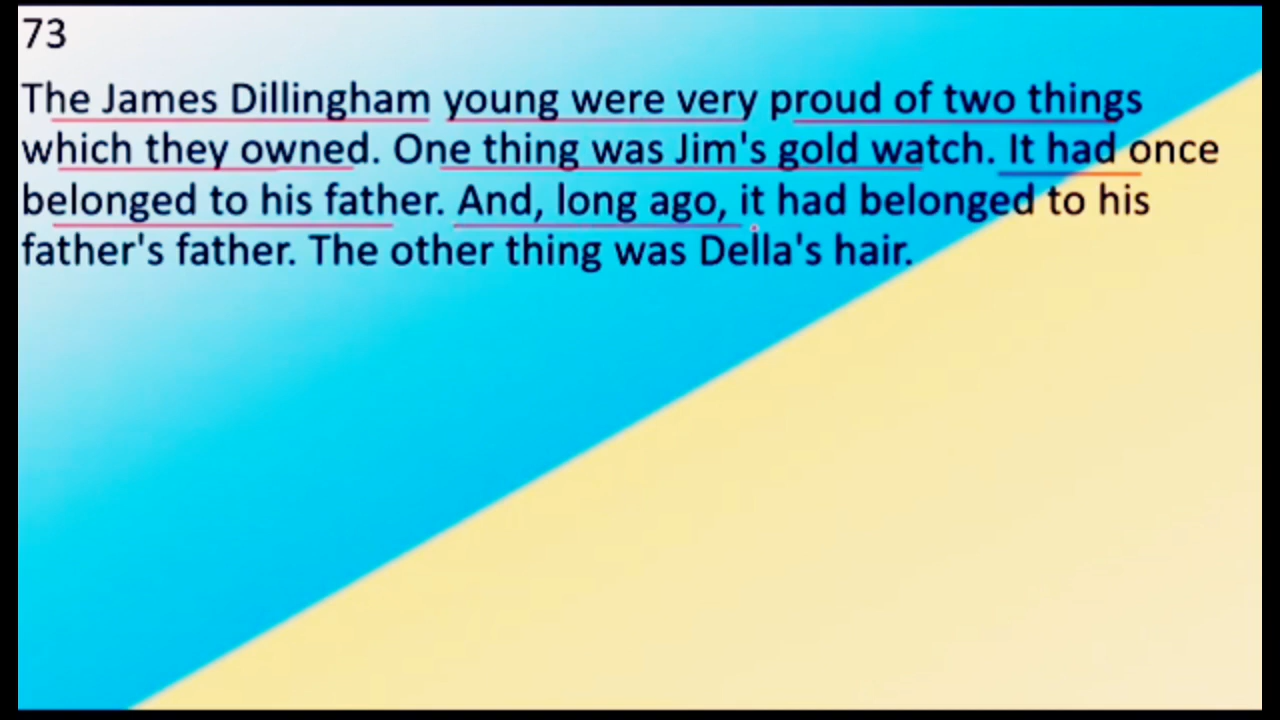 73
The James Dillingham young were very proud of two things
which they owned. One thing was Jim's gold watch. It had once
belonged to his father. And, long ago, it had belonged to his
father's father. The other thing was Della's hair.